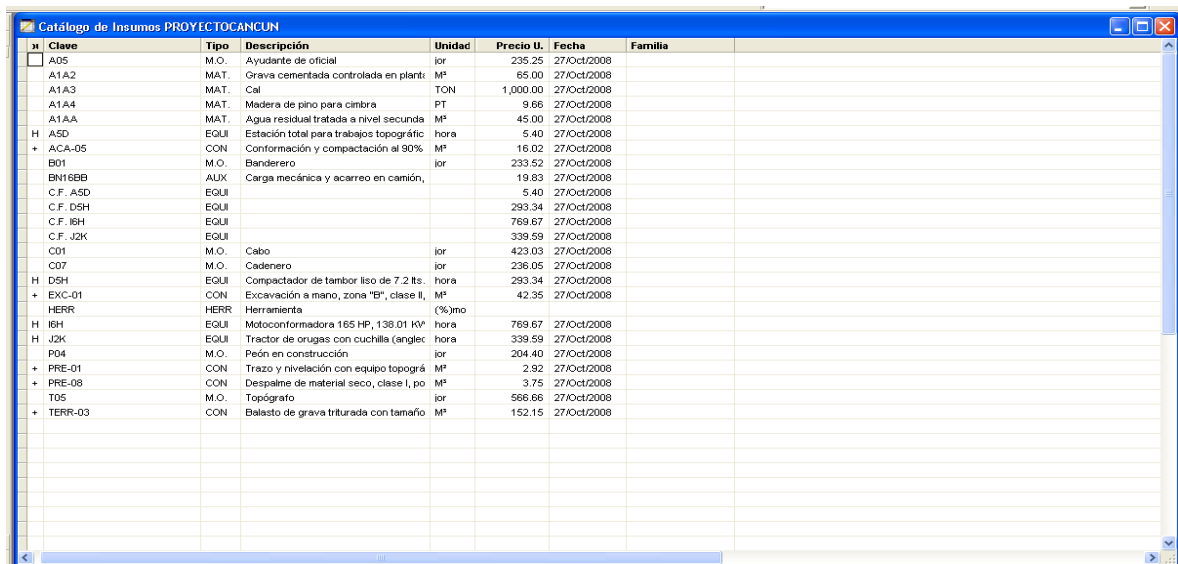 Catálogo de Insumos PROYECTOCANCUN
Clave Tipo Descripción Unidad Precio U. Fecha Familia
A05 M.O. Ayudante de oficial jor 235.25 27/Oct/2008
A1A2 MAT. Grava cementada controlada en planta M³ 65.00 27/Oct/2008
A1A3 MAT. Cal TON 1,000.00 27/Oct/2008
A1A4 MAT. Madera de pino para cimbra PT 9.66 27/Oct/2008
A1AA MAT. Agua residual tratada a nivel secunda M³ 45.00 27/Oct/2008
H A5D EQUI Estación total para trabajos topográfic hora 5.40 27/Oct/2008
+ ACA-05 CON Conformación y compactación al 90% M³ 16.02 27/Oct/2008
B01 M.O. Banderero jor 233.52 27/Oct/2008
BN16BB AUX Carga mecánica y acarreo en camión, 19.83 27/Oct/2008
C.F. A5D EQUI 5.40 27/Oct/2008
C.F. D5H EQUI 293.34 27/Oct/2008
C.F. I6H EQUI 769.67 27/Oct/2008
C.F. J2K EQUI 339.59 27/Oct/2008
C01 M.O. Cabo jor 423.03 27/Oct/2008
C07 M.O. Cadenero jor 236.05 27/Oct/2008
H D5H EQUI Compactador de tambor liso de 7.2 lts. hora 293.34 27/Oct/2008
+ EXC-01 CON Excavación a mano, zona "B", clase II, M³ 42.35 27/Oct/2008
HERR HERR Herramienta (%)mo
H I6H EQUI Motoconformadora 165 HP, 138.01 KW hora 769.67 27/Oct/2008
H J2K EQUI Tractor de orugas con cuchilla (angled hora 339.59 27/Oct/2008
P04 M.O. Peón en construcción jor 204.40 27/Oct/2008
+ PRE-01 CON Trazo y nivelación con equipo topográ M² 2.92 27/Oct/2008
+ PRE-08 CON Despalme de material seco, clase I, po M³ 3.75 27/Oct/2008
T05 M.O. Topógrafo jor 566.66 27/Oct/2008
+ TERR-03 CON Balasto de grava triturada con tamaño M³ 152.15 27/Oct/2008